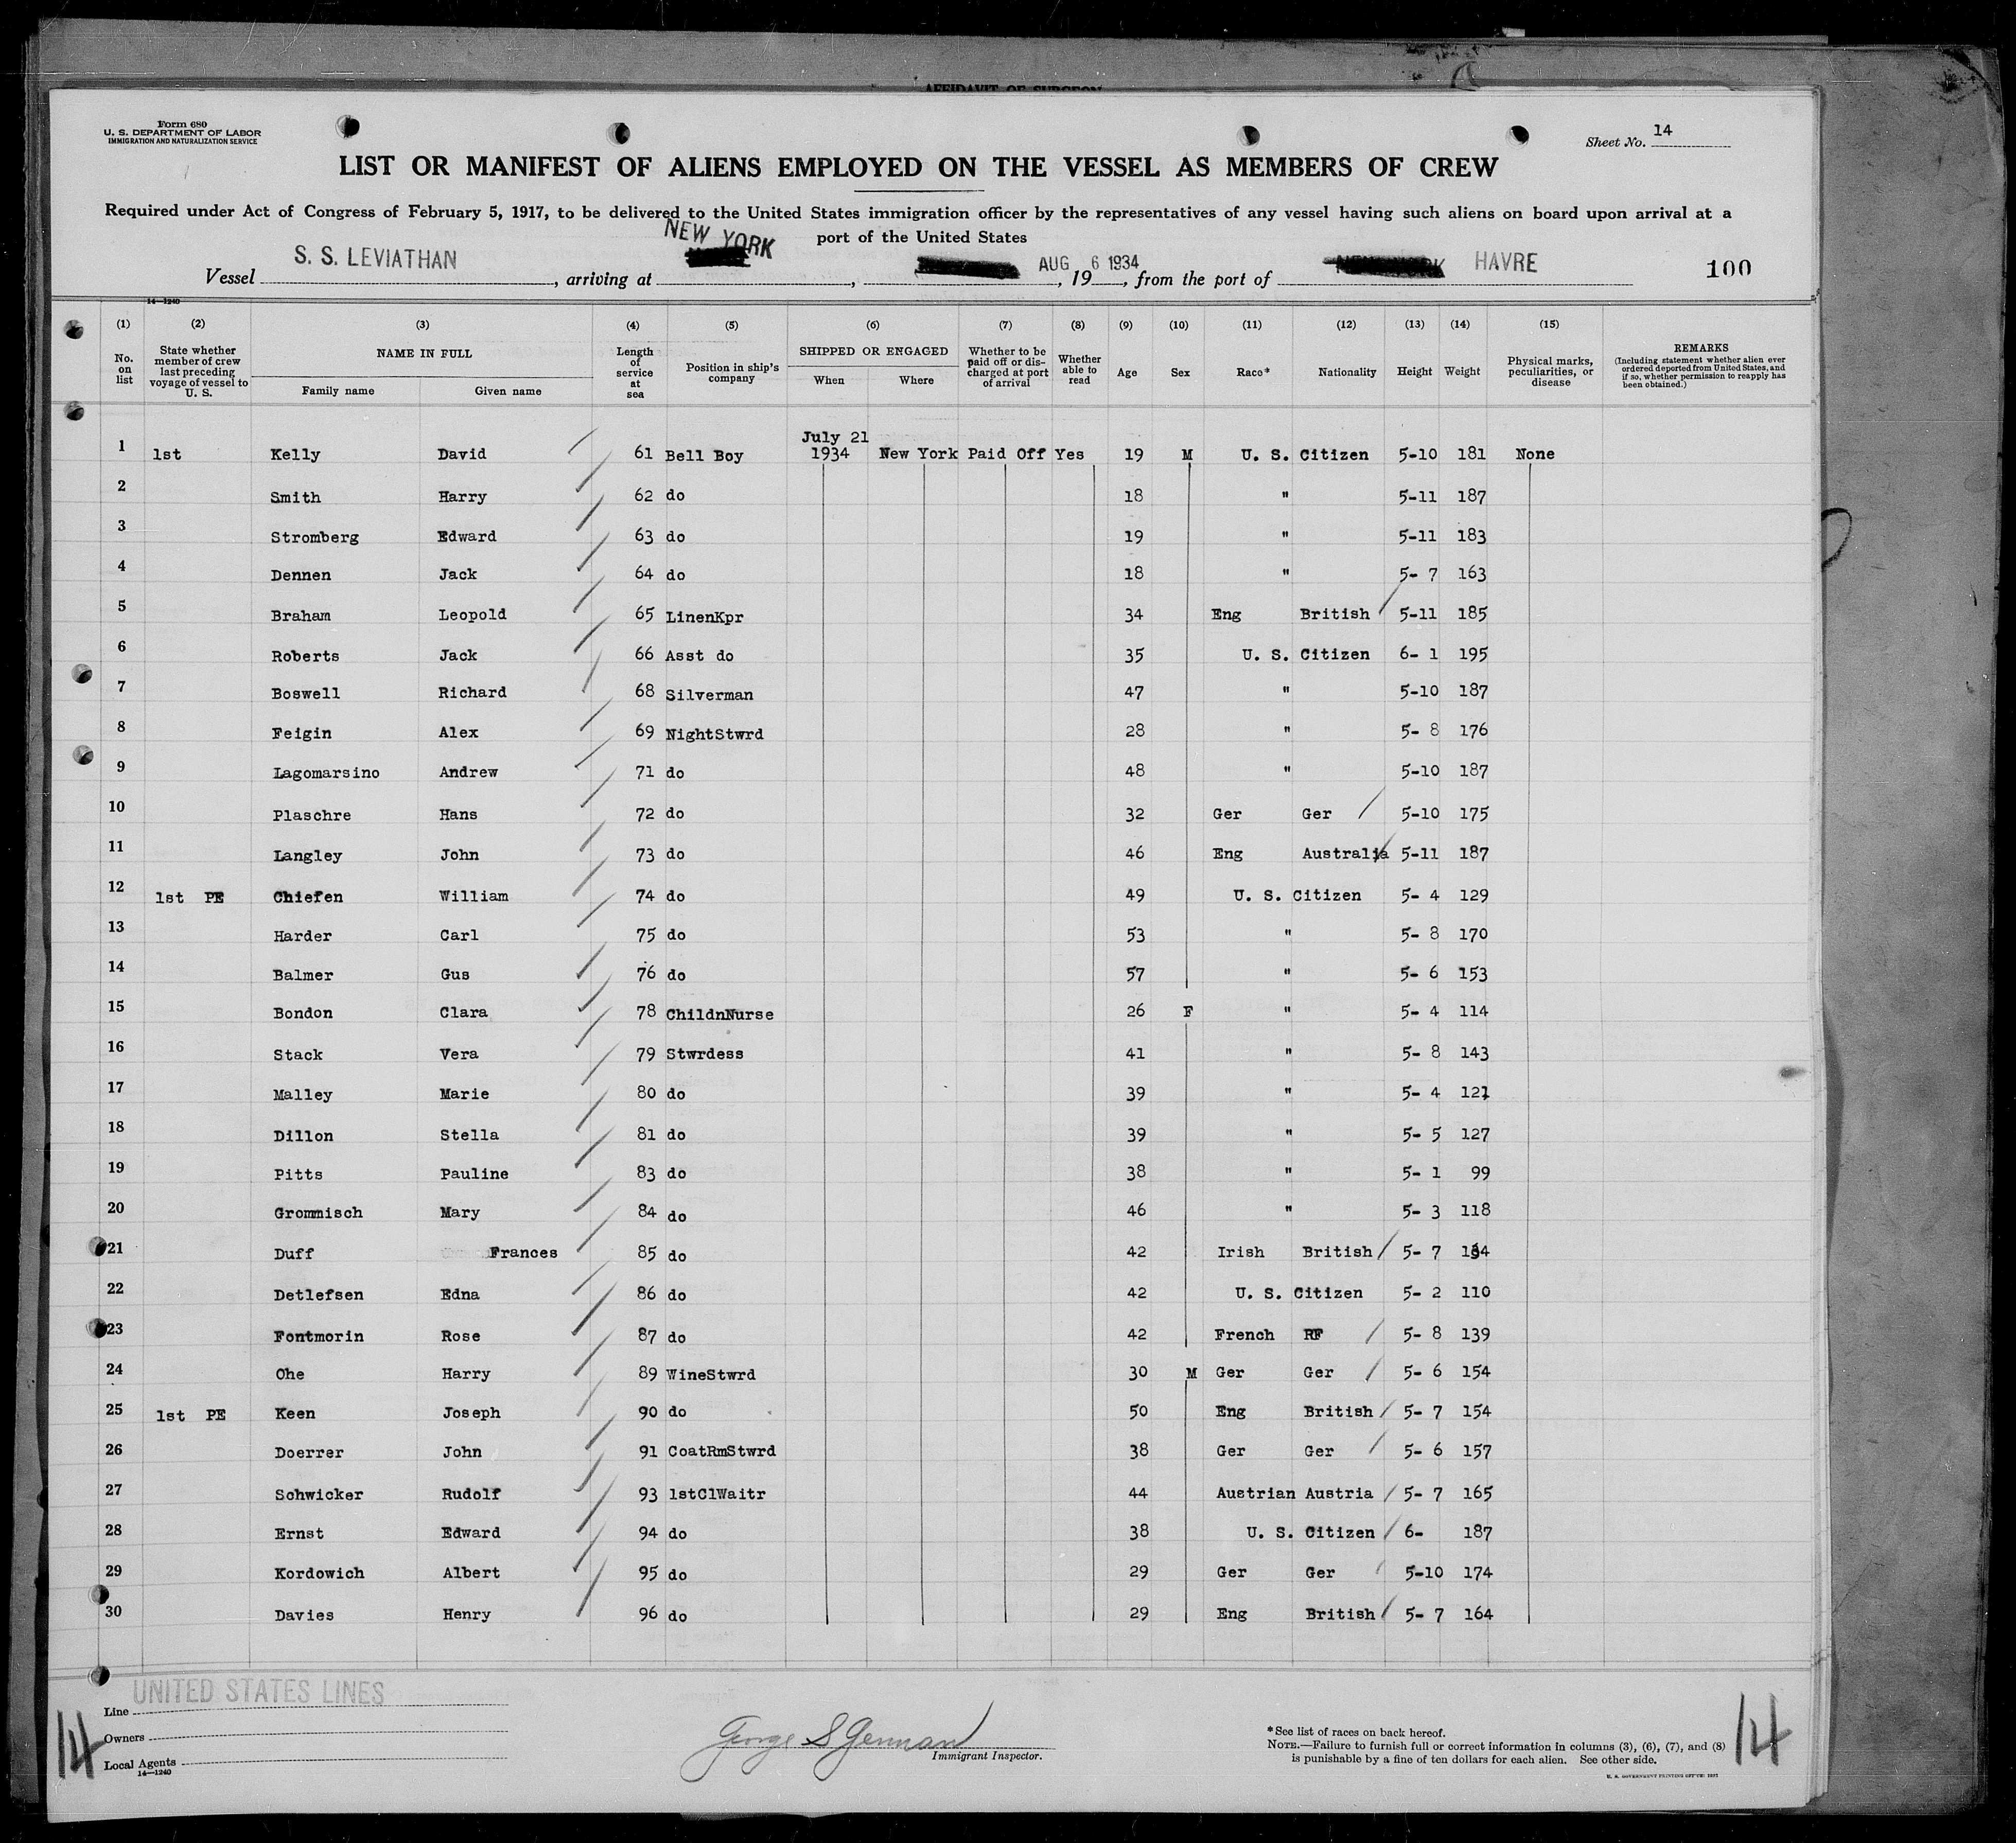 AFFIDAVIT OF SURGEON
Form 680
U. S. DEPARTMENT OF LABOR
IMMIGRATION AND NATURALIZATION SERVICE
Sheet No. 14
LIST OR MANIFEST OF ALIENS EMPLOYED ON THE VESSEL AS MEMBERS OF CREW
Required under Act of Congress of February 5, 1917, to be delivered to the United States immigration officer by the representatives of any vessel having such aliens on board upon arrival at a
port of the United States
Vessel S. S. LEVIATHAN, arriving at NEW YORK, AUG 6 1934, 19, from the port of HAVRE 100
14—1240
(1) (2) (3) (4) (5) (6) (7) (8) (9) (10) (11) (12) (13) (14) (15)
No. on list
State whether member of crew last preceding voyage of vessel to U. S.
NAME IN FULL
Family name Given name
Length of service at sea
Position in ship's company
SHIPPED OR ENGAGED
When Where
Whether to be paid off or discharged at port of arrival
Whether able to read
Age Sex Race* Nationality Height Weight
Physical marks, peculiarities, or disease
REMARKS
(Including statement whether alien ever ordered deported from United States, and if so, whether permission to reapply has been obtained.)
1 1st Kelly David 61 Bell Boy July 21 1934 New York Paid Off Yes 19 M U. S. Citizen 5-10 181 None
2 Smith Harry 62 do 18 " 5-11 187
3 Stromberg Edward 63 do 19 " 5-11 183
4 Dennen Jack 64 do 18 " 5- 7 163
5 Braham Leopold 65 LinenKpr 34 Eng British 5-11 185
6 Roberts Jack 66 Asst do 35 U. S. Citizen 6- 1 195
7 Boswell Richard 68 Silverman 47 " 5-10 187
8 Feigin Alex 69 NightStwrd 28 " 5- 8 176
9 Lagomarsino Andrew 71 do 48 " 5-10 187
10 Plaschre Hans 72 do 32 Ger Ger 5-10 175
11 Langley John 73 do 46 Eng Australia 5-11 187
12 1st PE Chiefen William 74 do 49 U. S. Citizen 5- 4 129
13 Harder Carl 75 do 53 " 5- 8 170
14 Balmer Gus 76 do 57 " 5- 6 153
15 Bondon Clara 78 ChildnNurse 26 F " 5- 4 114
16 Stack Vera 79 Stwrdess 41 " 5- 8 143
17 Malley Marie 80 do 39 " 5- 4 121
18 Dillon Stella 81 do 39 " 5- 5 127
19 Pitts Pauline 83 do 38 " 5- 1 99
20 Grommisch Mary 84 do 46 " 5- 3 118
21 Duff Frances 85 do 42 Irish British 5- 7
22 Detlefsen Edna 86 do 42 U. S. Citizen 5- 2 110
23 Fontmorin Rose 87 do 42 French RF 5- 8 139
24 Ohe Harry 89 WineStwrd 30 M Ger Ger 5- 6 154
25 1st PE Keen Joseph 90 do 50 Eng British 5- 7 154
26 Doerrer John 91 CoatRmStwrd 38 Ger Ger 5- 6 157
27 Schwicker Rudolf 93 1stClWaitr 44 Austrian Austria 5- 7 165
28 Ernst Edward 94 do 38 U. S. Citizen 6- 187
29 Kordowich Albert 95 do 29 Ger Ger 5-10 174
30 Davies Henry 96 do 29 Eng British 5- 7 164
Line UNITED STATES LINES
Owners
Local Agents
14—1240
14
George S German
Immigrant Inspector.
*See list of races on back hereof.
NOTE.—Failure to furnish full or correct information in columns (3), (6), (7), and (8)
is punishable by a fine of ten dollars for each alien. See other side.
14